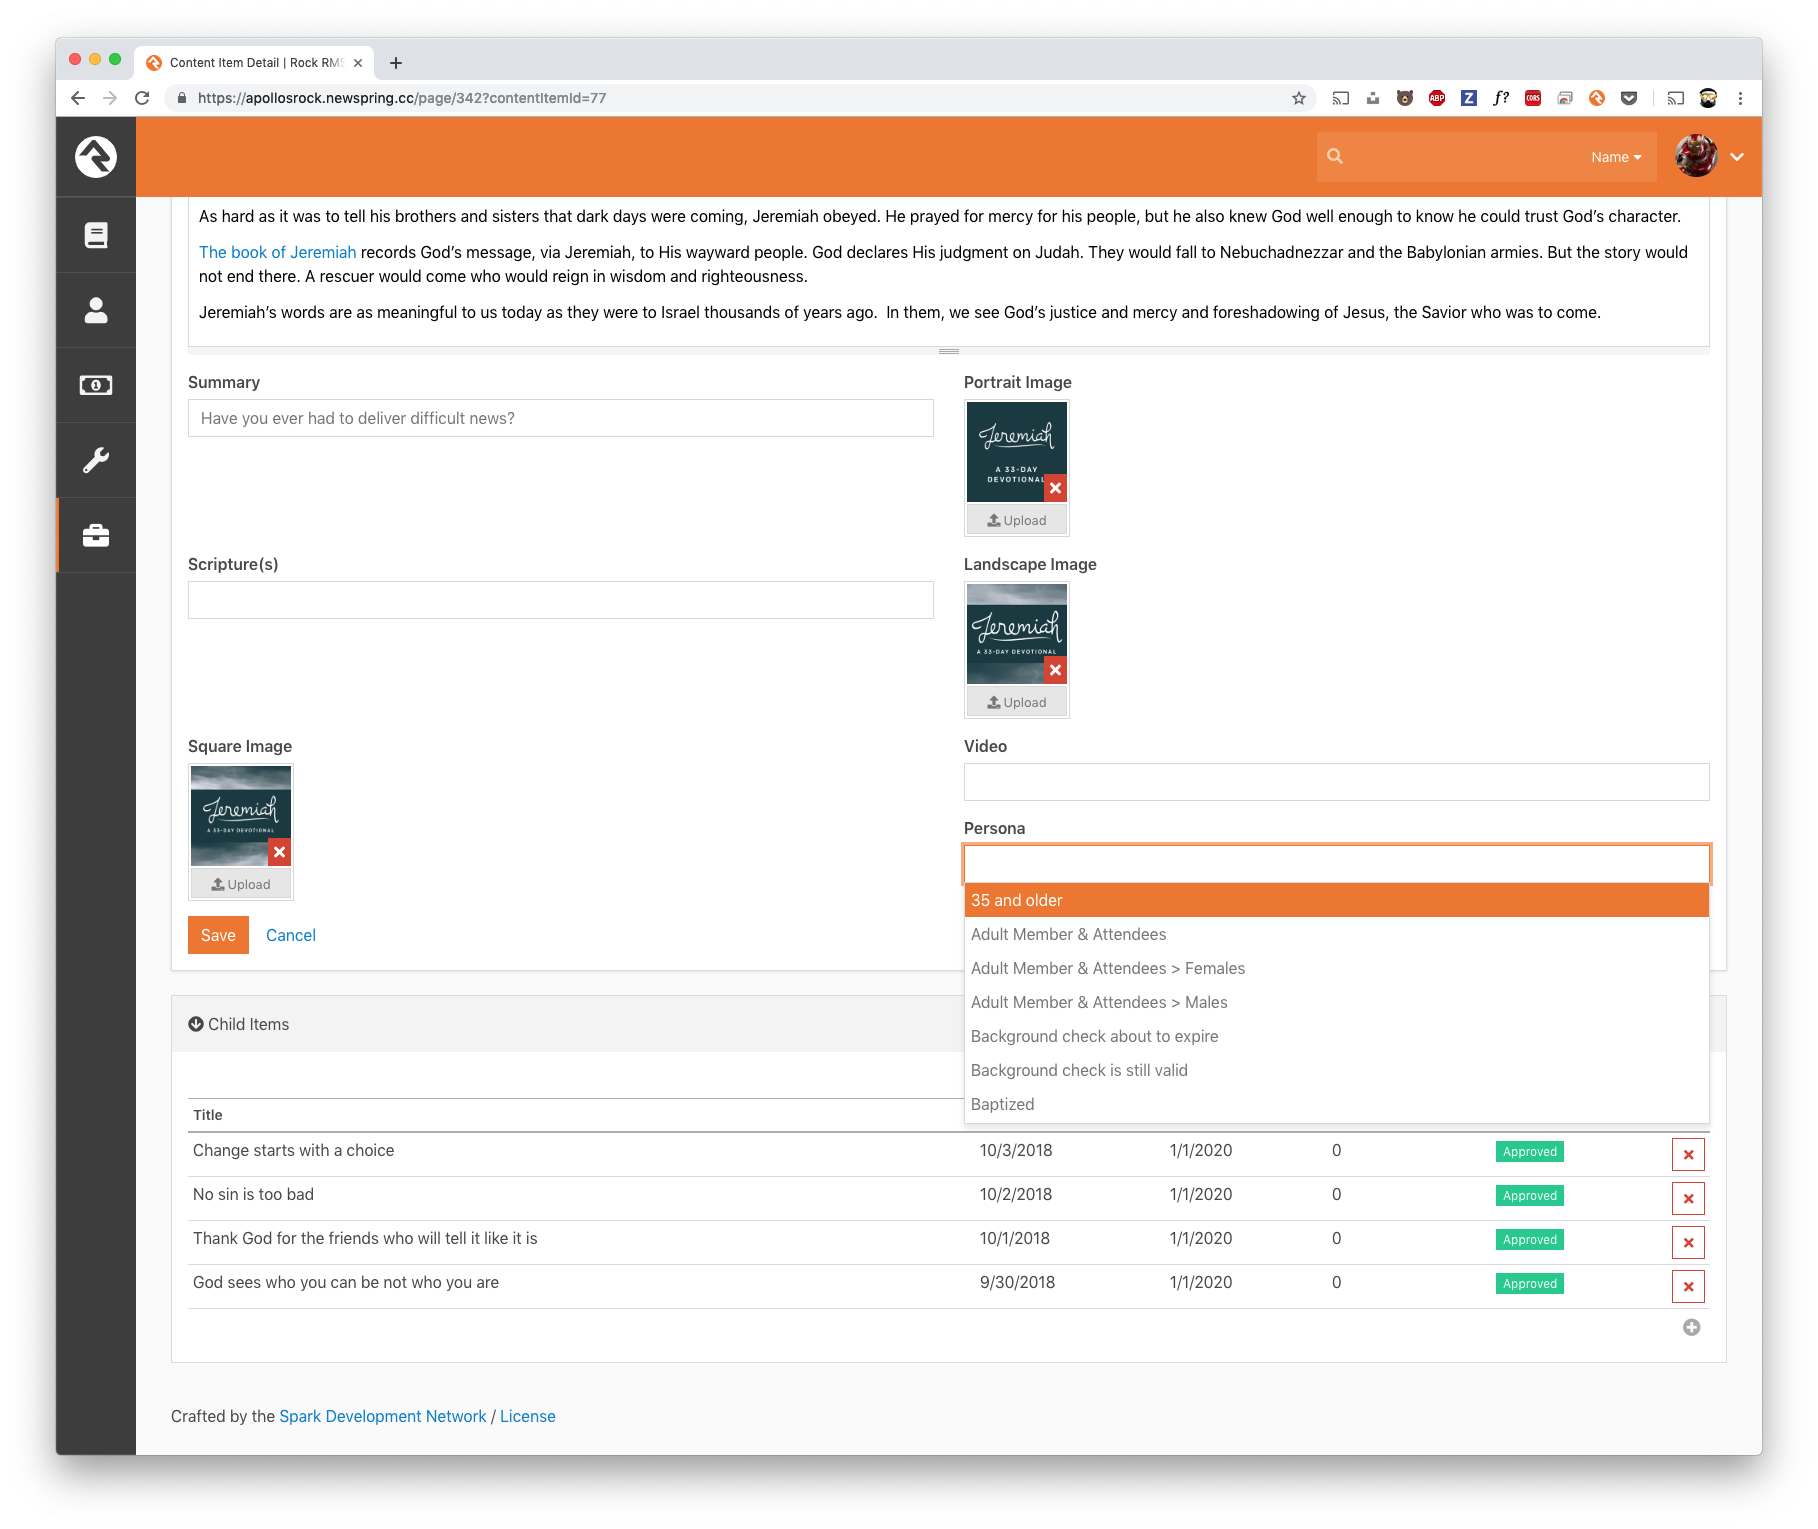 Content Item Detail | Rock RMS
https://apollosrock.newspring.cc/page/342?contentItemId=77
ABP
Z
f?
CORS
Name
As hard as it was to tell his brothers and sisters that dark days were coming, Jeremiah obeyed. He prayed for mercy for his people, but he also knew God well enough to know he could trust God’s character.
The book of Jeremiah records God’s message, via Jeremiah, to His wayward people. God declares His judgment on Judah. They would fall to Nebuchadnezzar and the Babylonian armies. But the story would
not end there. A rescuer would come who would reign in wisdom and righteousness.
Jeremiah’s words are as meaningful to us today as they were to Israel thousands of years ago.  In them, we see God’s justice and mercy and foreshadowing of Jesus, the Savior who was to come.
Summary
Have you ever had to deliver difficult news?
Portrait Image
Jeremiah
A 33-DAY
DEVOTIONAL
Upload
Scripture(s)
Landscape Image
Jeremiah
A 33-DAY DEVOTIONAL
Upload
Square Image
Jeremiah
A 33-DAY DEVOTIONAL
Upload
Video
Persona
35 and older
Adult Member & Attendees
Adult Member & Attendees > Females
Adult Member & Attendees > Males
Background check about to expire
Background check is still valid
Baptized
Save Cancel
Child Items
Title
Change starts with a choice 10/3/2018 1/1/2020 0 Approved
No sin is too bad 10/2/2018 1/1/2020 0 Approved
Thank God for the friends who will tell it like it is 10/1/2018 1/1/2020 0 Approved
God sees who you can be not who you are 9/30/2018 1/1/2020 0 Approved
Crafted by the Spark Development Network / License